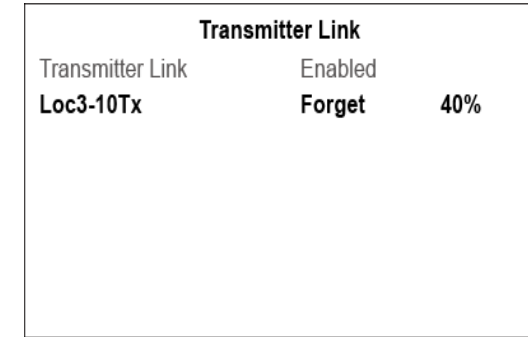 Transmitter Link
Transmitter Link Enabled
Loc3-10Tx Forget 40%